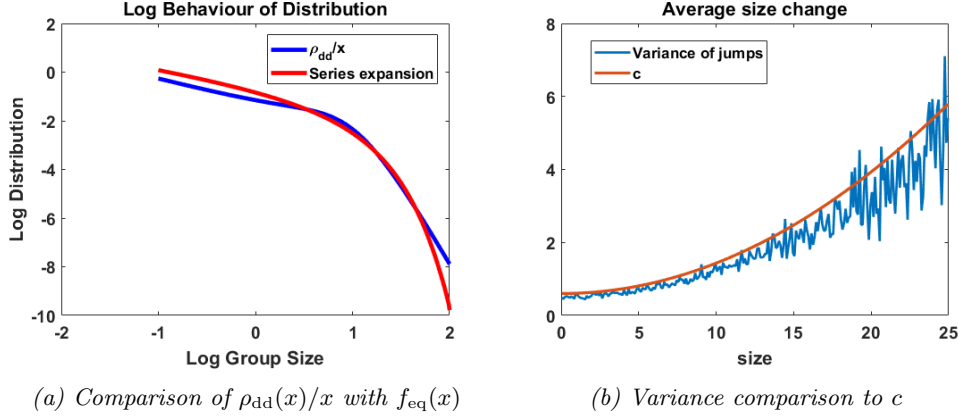 Log Behaviour of Distribution
ρdd/x
Series expansion
2
0
-2
-4
-6
-8
-10
Log Distribution
-2
-1
0
1
2
Log Group Size
(a) Comparison of ρdd(x)/x with feq(x)
Average size change
Variance of jumps
c
8
6
4
2
0
0
5
10
15
20
25
size
(b) Variance comparison to c